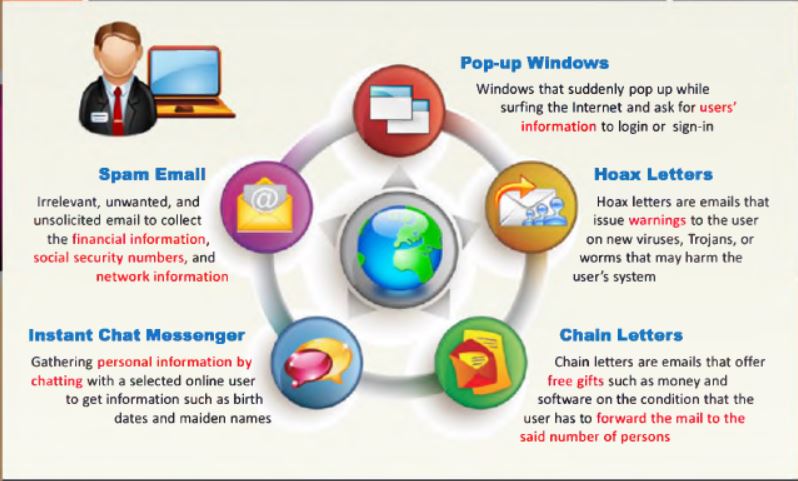 Pop-up Windows
Windows that suddenly pop up while
surfing the Internet and ask for users'
information to login or sign-in
Spam Email
Irrelevant, unwanted, and
unsolicited email to collect
the financial information,
social security numbers, and
network information
Hoax Letters
Hoax letters are emails that
issue warnings to the user
on new viruses, Trojans, or
worms that may harm the
user's system
Instant Chat Messenger
Gathering personal information by
chatting with a selected online user
to get information such as birth
dates and maiden names
Chain Letters
Chain letters are emails that offer
free gifts such as money and
software on the condition that the
user has to forward the mail to the
said number of persons
@